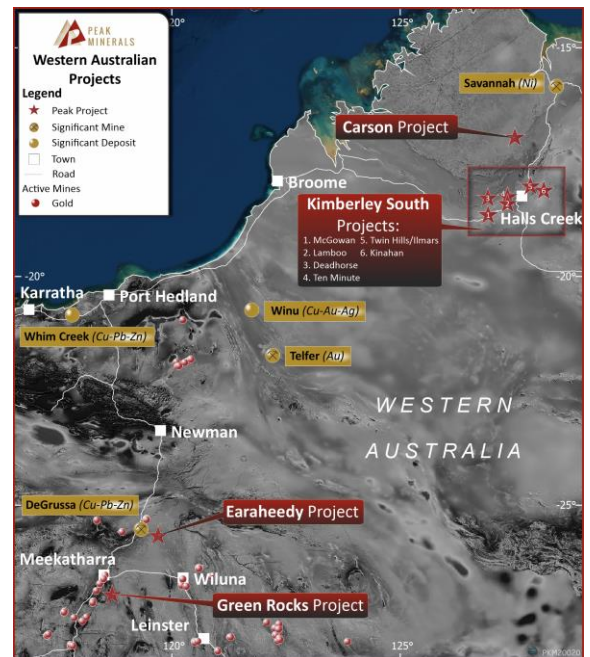 PEAK
MINERALS
Western Australian
Projects
Legend
Peak Project
Significant Mine
Significant Deposit
Town
Road
Active Mines
Gold
120°
125°
-15°
Savannah (Ni)
Carson Project
Broome
Kimberley South
Projects:
1. McGowan 5. Twin Hills/Ilmars
2. Lamboo 6. Kinahan
3. Deadhorse
4. Ten Minute
Halls Creek
-20°
-20°
Karratha
Port Hedland
Whim Creek (Cu-Pb-Zn)
Winu (Cu-Au-Ag)
Telfer (Au)
WESTERN
AUSTRALIA
Newman
-25°
DeGrussa (Cu-Pb-Zn)
Earaheedy Project
Meekatharra
Wiluna
Green Rocks Project
Leinster
120°
125°